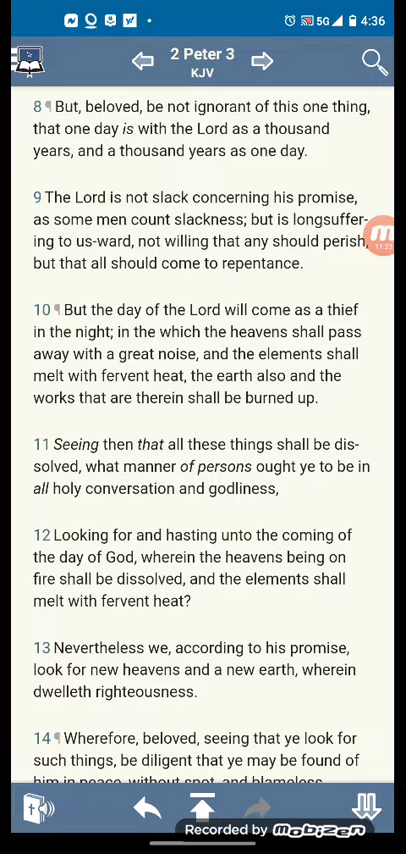 5G 4:36
2 Peter 3
KJV
8 ¶ But, beloved, be not ignorant of this one thing,
that one day is with the Lord as a thousand
years, and a thousand years as one day.
9 The Lord is not slack concerning his promise,
as some men count slackness; but is longsuffer-
ing to us-ward, not willing that any should perish,
but that all should come to repentance.
m
11:23
10 ¶ But the day of the Lord will come as a thief
in the night; in the which the heavens shall pass
away with a great noise, and the elements shall
melt with fervent heat, the earth also and the
works that are therein shall be burned up.
11 Seeing then that all these things shall be dis-
solved, what manner of persons ought ye to be in
all holy conversation and godliness,
12 Looking for and hasting unto the coming of
the day of God, wherein the heavens being on
fire shall be dissolved, and the elements shall
melt with fervent heat?
13 Nevertheless we, according to his promise,
look for new heavens and a new earth, wherein
dwelleth righteousness.
14 ¶ Wherefore, beloved, seeing that ye look for
such things, be diligent that ye may be found of
him in peace, without spot, and blameless
Recorded by Mobizen